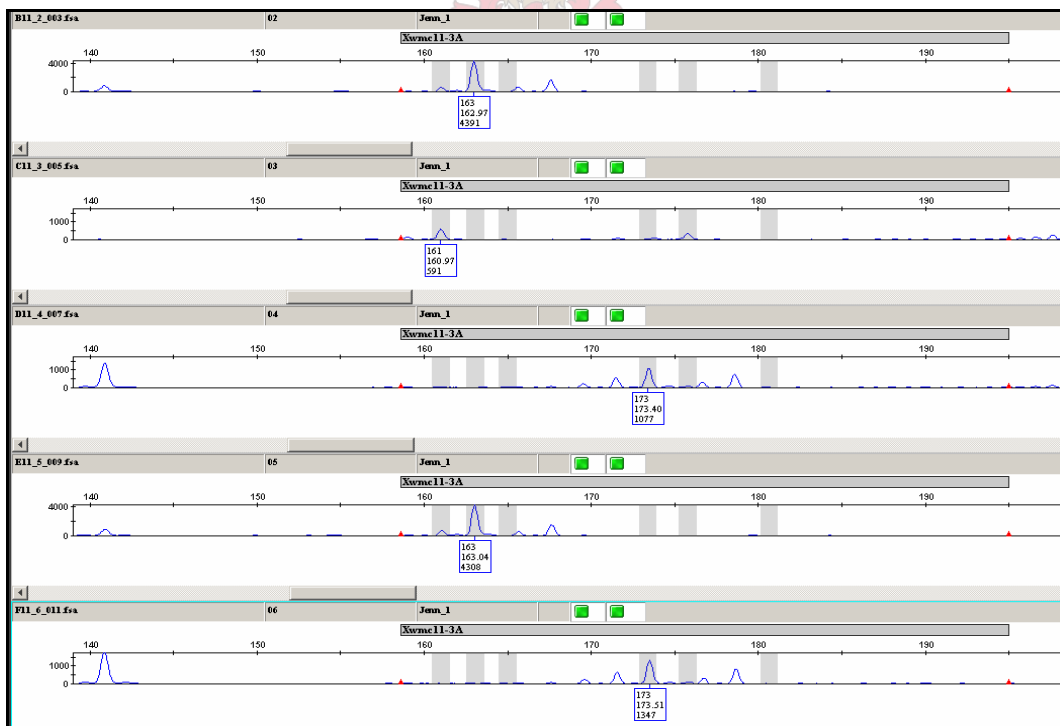 B11_2_003.fsa 02 Jenn_1
Xwmc11-3A
140 150 160 170 180 190
4000
0
163
162.97
4391
C11_3_005.fsa 03 Jenn_1
Xwmc11-3A
140 150 160 170 180 190
1000
0
161
160.97
591
D11_4_007.fsa 04 Jenn_1
Xwmc11-3A
140 150 160 170 180 190
1000
0
173
173.40
1077
E11_5_009.fsa 05 Jenn_1
Xwmc11-3A
140 150 160 170 180 190
4000
0
163
163.04
4308
F11_6_011.fsa 06 Jenn_1
Xwmc11-3A
140 150 160 170 180 190
1000
0
173
173.51
1347